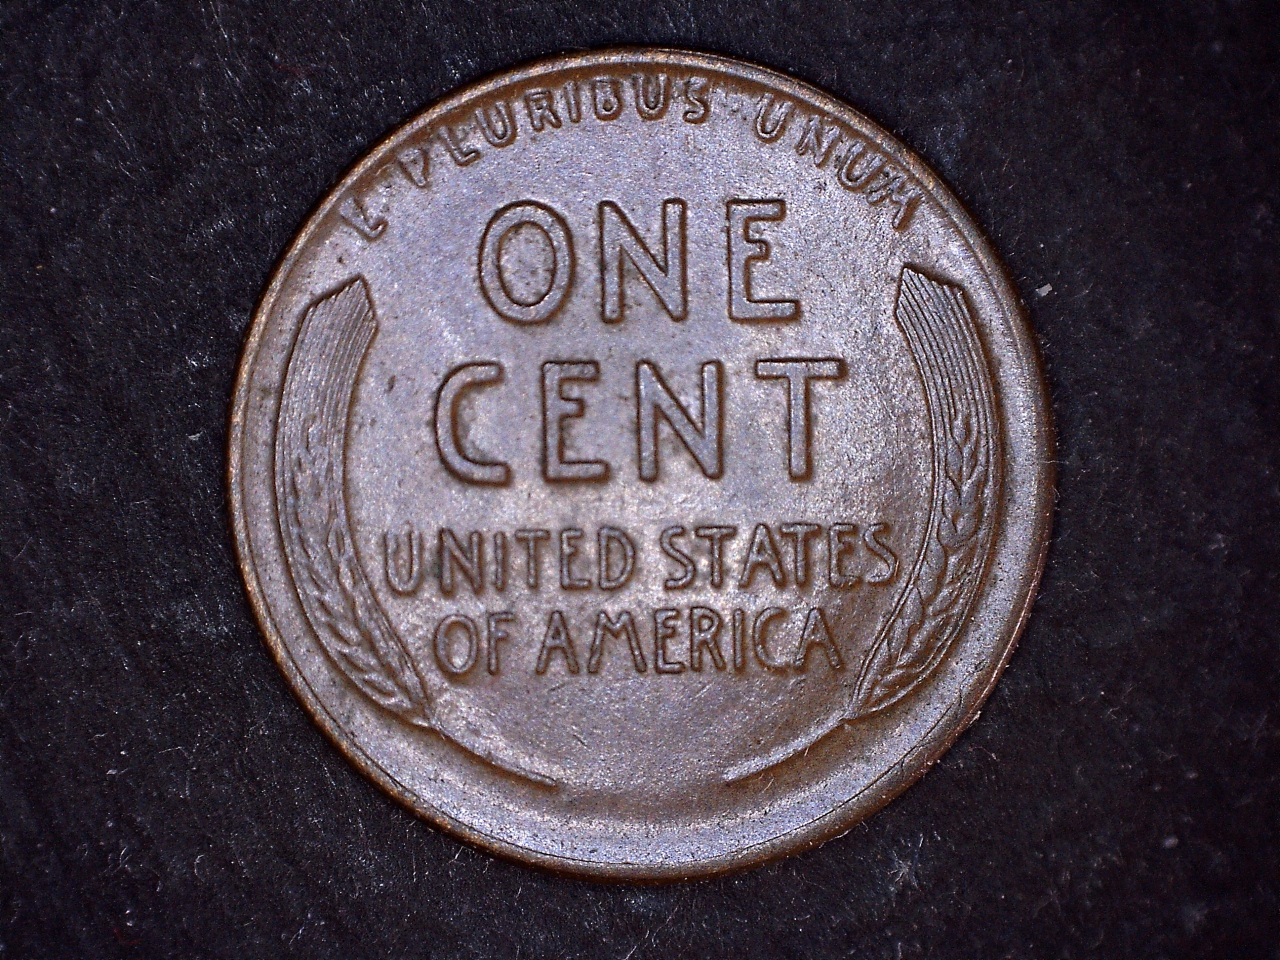 E · PLURIBUS · UNUM
ONE
CENT
UNITED STATES
OF AMERICA